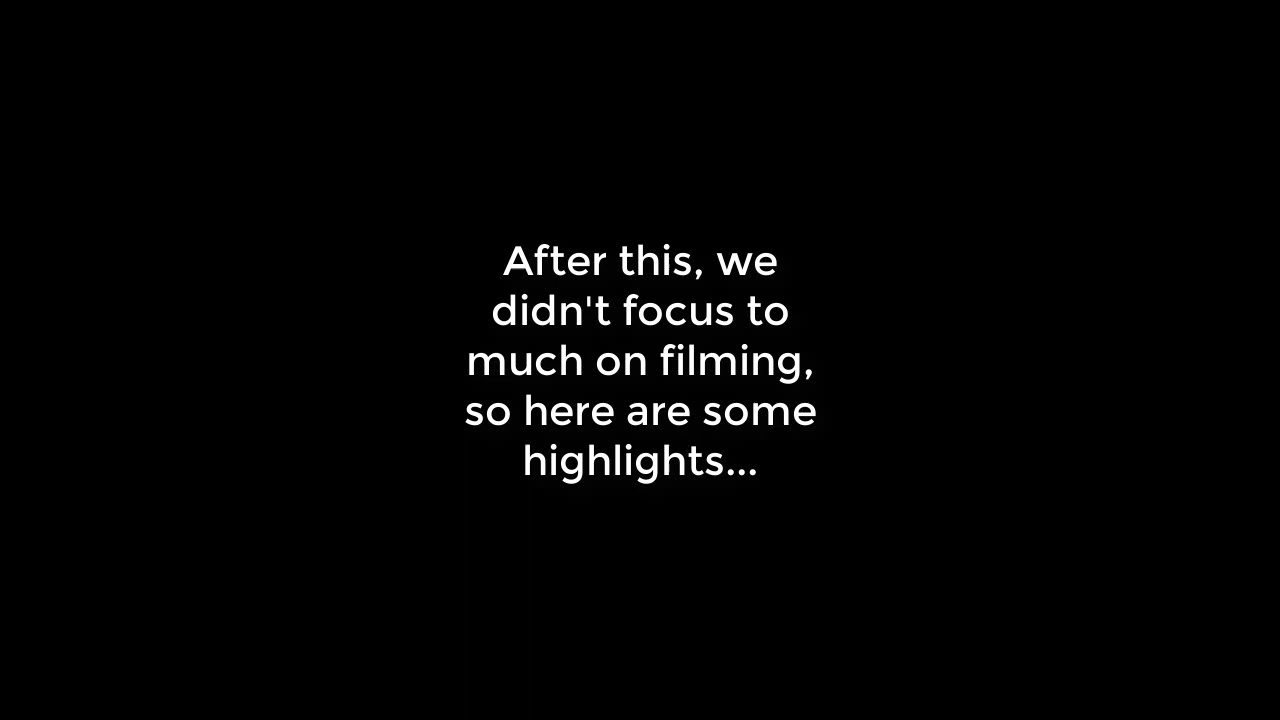 After this, we
didn't focus to
much on filming,
so here are some
highlights...